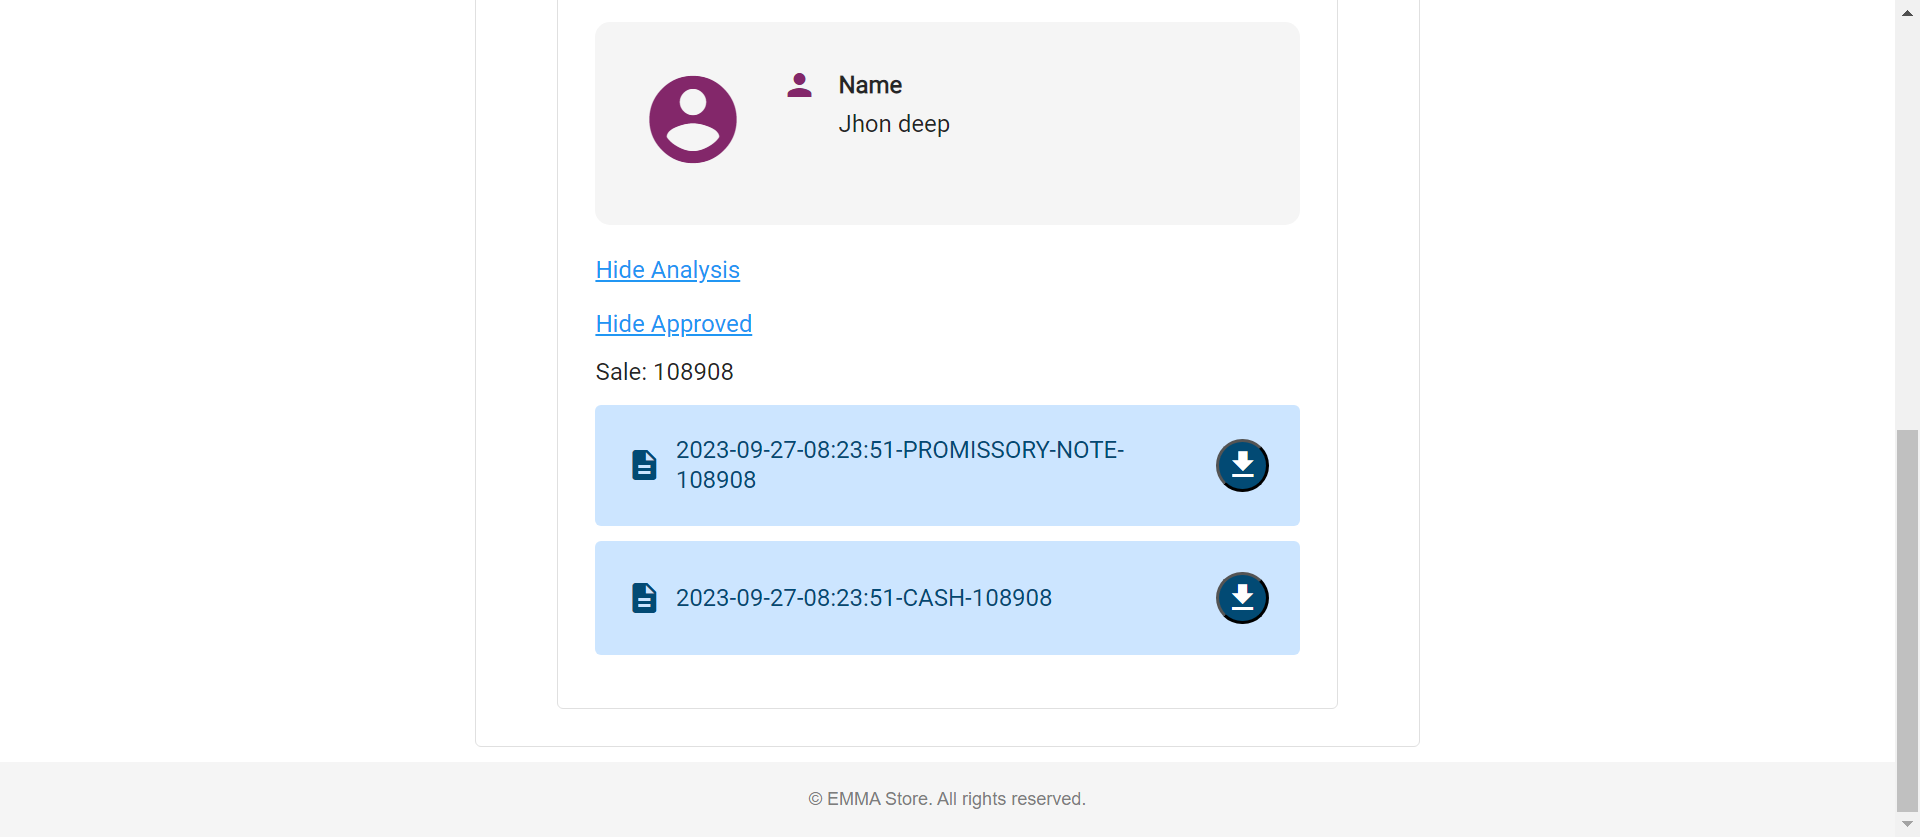 Name
Jhon deep
Hide Analysis
Hide Approved
Sale: 108908
2023-09-27-08:23:51-PROMISSORY-NOTE-
108908
2023-09-27-08:23:51-CASH-108908
© EMMA Store. All rights reserved.